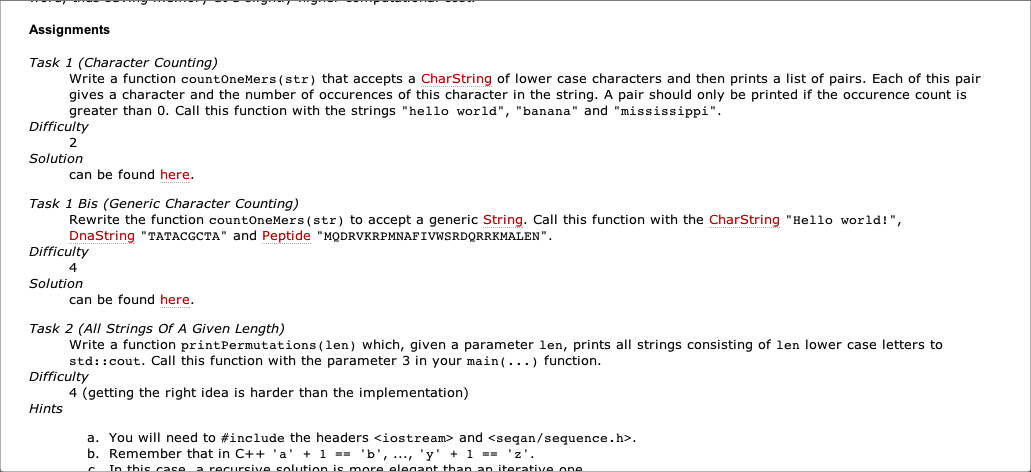 word, thus saving memory at a slightly higher computational cost.
Assignments
Task 1 (Character Counting)
Write a function countOneMers(str) that accepts a CharString of lower case characters and then prints a list of pairs. Each of this pair
gives a character and the number of occurences of this character in the string. A pair should only be printed if the occurence count is
greater than 0. Call this function with the strings "hello world", "banana" and "mississippi".
Difficulty
2
Solution
can be found here.
Task 1 Bis (Generic Character Counting)
Rewrite the function countOneMers(str) to accept a generic String. Call this function with the CharString "Hello world!",
DnaString "TATACGCTA" and Peptide "MQDRVKRPMNAFIVWSRDQRRKMALEN".
Difficulty
4
Solution
can be found here.
Task 2 (All Strings Of A Given Length)
Write a function printPermutations(len) which, given a parameter len, prints all strings consisting of len lower case letters to
std::cout. Call this function with the parameter 3 in your main(...) function.
Difficulty
4 (getting the right idea is harder than the implementation)
Hints
a. You will need to #include the headers <iostream> and <seqan/sequence.h>.
b. Remember that in C++ 'a' + 1 == 'b', ..., 'y' + 1 == 'z'.
c. In this case, a recursive solution is more elegant than an iterative one.